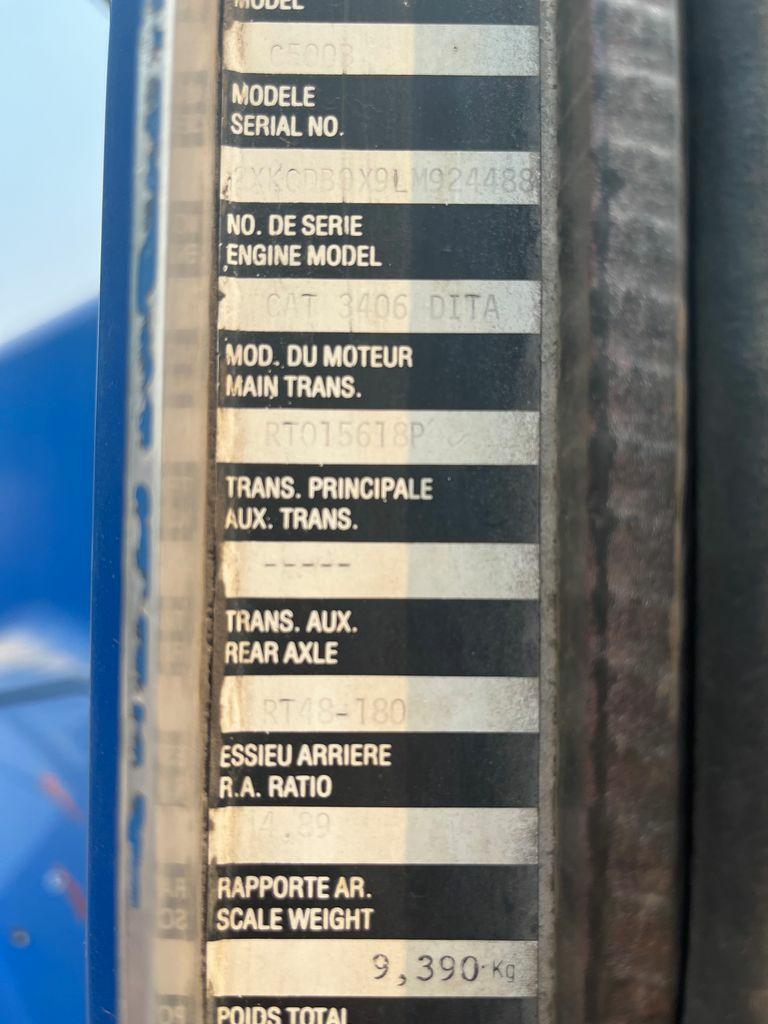 MODEL
C500B
MODELE
SERIAL NO.
2XKCDB0X9LM924488
NO. DE SERIE
ENGINE MODEL
CAT 3406 DITA
MOD. DU MOTEUR
MAIN TRANS.
RTO15618P
TRANS. PRINCIPALE
AUX. TRANS.
-----
TRANS. AUX.
REAR AXLE
RT48-180
ESSIEU ARRIERE
R.A. RATIO
4.89
RAPPORTE AR.
SCALE WEIGHT
9,390 Kg
POIDS TOTAL